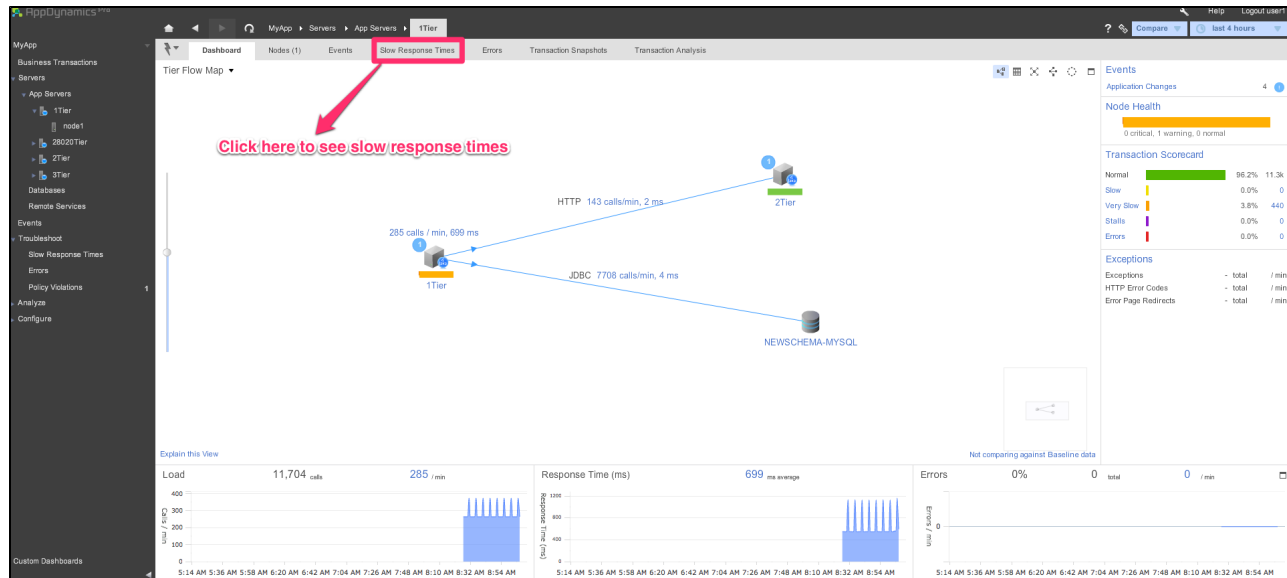 AppDynamics Pro
Help Logout user1
MyApp Servers App Servers 1Tier
? Compare last 4 hours
MyApp
Business Transactions
Servers
App Servers
1Tier
node1
28020Tier
2Tier
3Tier
Databases
Remote Services
Events
Troubleshoot
Slow Response Times
Errors
Policy Violations 1
Analyze
Configure
Custom Dashboards
Dashboard Nodes (1) Events Slow Response Times Errors Transaction Snapshots Transaction Analysis
Tier Flow Map
Click here to see slow response times
1
2Tier
HTTP 143 calls/min, 2 ms
285 calls / min, 699 ms
1
1Tier
JDBC 7708 calls/min, 4 ms
NEWSCHEMA-MYSQL
Explain this View
Not comparing against Baseline data
Events
Application Changes 4
Node Health
0 critical, 1 warning, 0 normal
Transaction Scorecard
Normal 96.2% 11.3k
Slow 0.0% 0
Very Slow 3.8% 440
Stalls 0.0% 0
Errors 0.0% 0
Exceptions
Exceptions - total / min
HTTP Error Codes - total / min
Error Page Redirects - total / min
Load 11,704 calls 285 / min
Calls / min
400
300
200
100
0
5:14 AM 5:36 AM 5:58 AM 6:20 AM 6:42 AM 7:04 AM 7:26 AM 7:48 AM 8:10 AM 8:32 AM 8:54 AM
Response Time (ms) 699 ms average
Response Time (ms)
1200
800
400
0
5:14 AM 5:36 AM 5:58 AM 6:20 AM 6:42 AM 7:04 AM 7:26 AM 7:48 AM 8:10 AM 8:32 AM 8:54 AM
Errors 0% 0 total 0 / min
Errors / min
0
5:14 AM 5:36 AM 5:58 AM 6:20 AM 6:42 AM 7:04 AM 7:26 AM 7:48 AM 8:10 AM 8:32 AM 8:54 AM